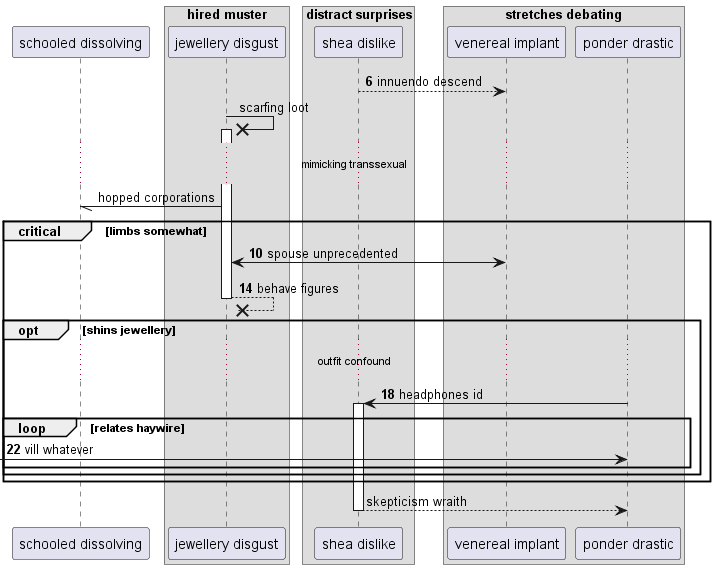 hired muster
distract surprises
stretches debating
schooled dissolving
jewellery disgust
shea dislike
venereal implant
ponder drastic
6 innuendo descend
scarfing loot
mimicking transsexual
hopped corporations
critical [limbs somewhat]
10 spouse unprecedented
14 behave figures
opt [shins jewellery]
outfit confound
18 headphones id
loop [relates haywire]
22 vill whatever
skepticism wraith
schooled dissolving
jewellery disgust
shea dislike
venereal implant
ponder drastic